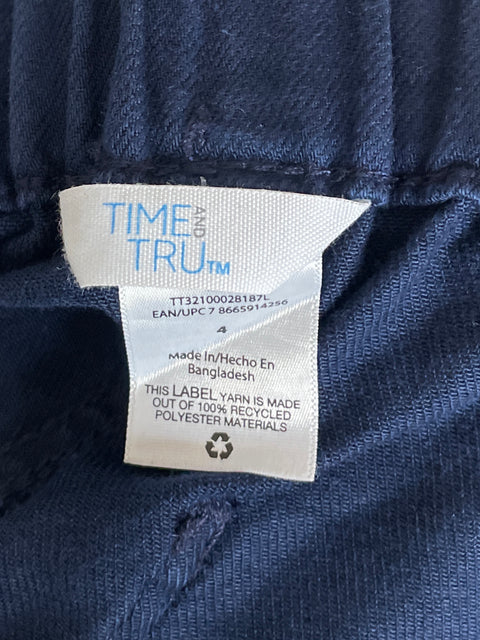 TIME AND
TRU™
TT32100028187L
EAN/UPC 7 8665914256
4
Made In/Hecho En
Bangladesh
THIS LABEL YARN IS MADE
OUT OF 100% RECYCLED
POLYESTER MATERIALS